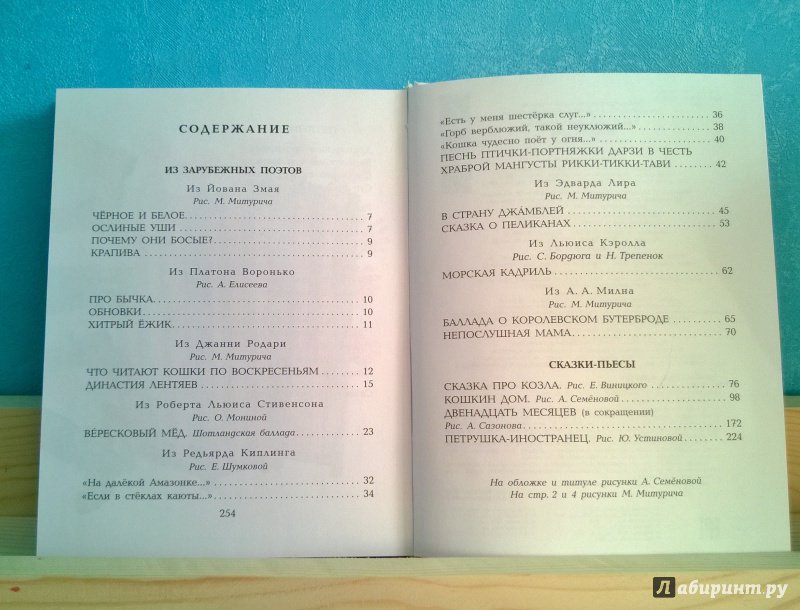 СОДЕРЖАНИЕ
ИЗ ЗАРУБЕЖНЫХ ПОЭТОВ
Из Йована Змая
Рис. М. Митурича
ЧЁРНОЕ И БЕЛОЕ. 7
ОСЛИНЫЕ УШИ 7
ПОЧЕМУ ОНИ БОСЫЕ? 9
КРАПИВА 9
Из Платона Воронько
Рис. А. Елисеева
ПРО БЫЧКА. 10
ОБНОВКИ. 10
ХИТРЫЙ ЁЖИК. 11
Из Джанни Родари
Рис. М. Митурича
ЧТО ЧИТАЮТ КОШКИ ПО ВОСКРЕСЕНЬЯМ 12
ДИНАСТИЯ ЛЕНТЯЕВ 15
Из Роберта Льюиса Стивенсона
Рис. О. Мониной
ВЕ́РЕСКОВЫЙ МЁД. Шотландская баллада 23
Из Редьярда Киплинга
Рис. Е. Шумковой
«На далёкой Амазонке...» 32
«Если в стёклах каюты...» 34
254
«Есть у меня шестёрка слуг...» 36
«Горб верблюжий, такой неуклюжий...» 38
«Кошка чудесно поёт у огня...» 40
ПЕСНЬ ПТИЧКИ-ПОРТНЯЖКИ ДАРЗИ В ЧЕСТЬ
ХРАБРОЙ МАНГУСТЫ РИККИ-ТИККИ-ТАВИ 42
Из Эдварда Лира
Рис. М. Митурича
В СТРАНУ ДЖА́МБЛЕЙ 45
СКАЗКА О ПЕЛИКАНАХ 53
Из Льюиса Кэролла
Рис. С. Бордюга и Н. Трепенок
МОРСКАЯ КАДРИЛЬ 62
Из А. А. Милна
Рис. М. Митурича
БАЛЛАДА О КОРОЛЕВСКОМ БУТЕРБРОДЕ 65
НЕПОСЛУШНАЯ МАМА 70
СКАЗКИ-ПЬЕСЫ
СКАЗКА ПРО КОЗЛА. Рис. Е. Виницкого 76
КОШКИН ДОМ. Рис. А. Семёновой 98
ДВЕНАДЦАТЬ МЕСЯЦЕВ (в сокращении)
Рис. А. Сазонова 172
ПЕТРУШКА-ИНОСТРАНЕЦ. Рис. Ю. Устиновой 224
На обложке и титуле рисунки А. Семёновой
На стр. 2 и 4 рисунки М. Митурича
Лабиринт.ру